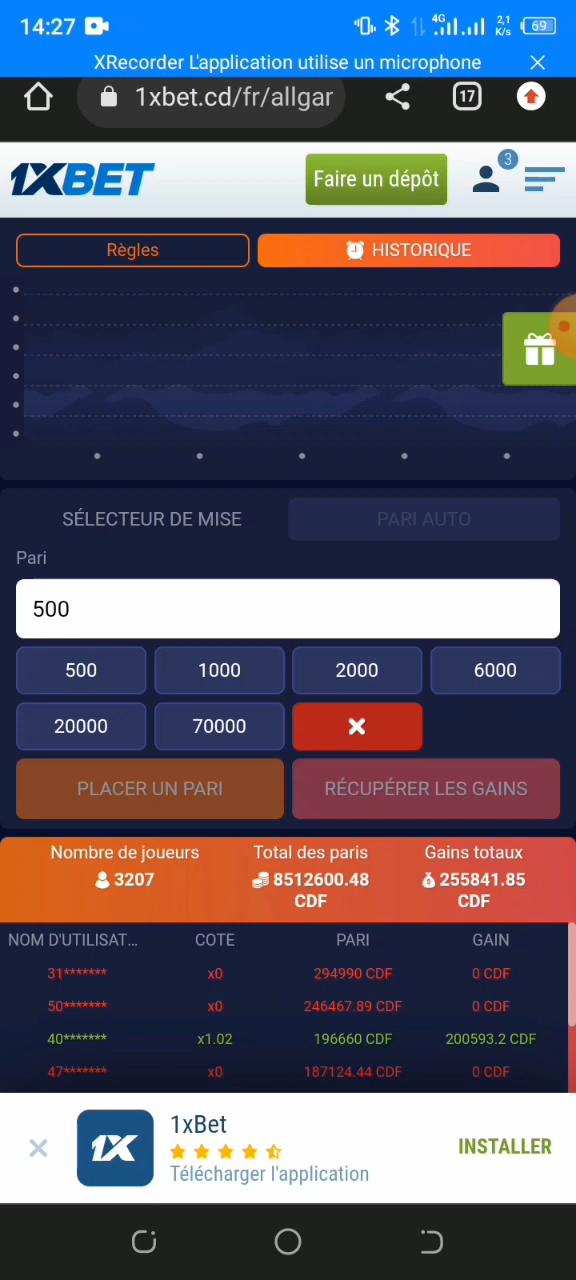 14:27 4G 2,1 K/s 69
XRecorder L'application utilise un microphone
1xbet.cd/fr/allgar 17
1XBET Faire un dépôt 3
Règles HISTORIQUE
SÉLECTEUR DE MISE PARI AUTO
Pari
500
500 1000 2000 6000
20000 70000
PLACER UN PARI RÉCUPÉRER LES GAINS
Nombre de joueurs Total des paris Gains totaux
3207 8512600.48 255841.85
CDF CDF
NOM D'UTILISAT... COTE PARI GAIN
31******* x0 294990 CDF 0 CDF
50******* x0 246467.89 CDF 0 CDF
40******* x1.02 196660 CDF 200593.2 CDF
47******* x0 187124.44 CDF 0 CDF
1xBet
1X
Télécharger l'application INSTALLER